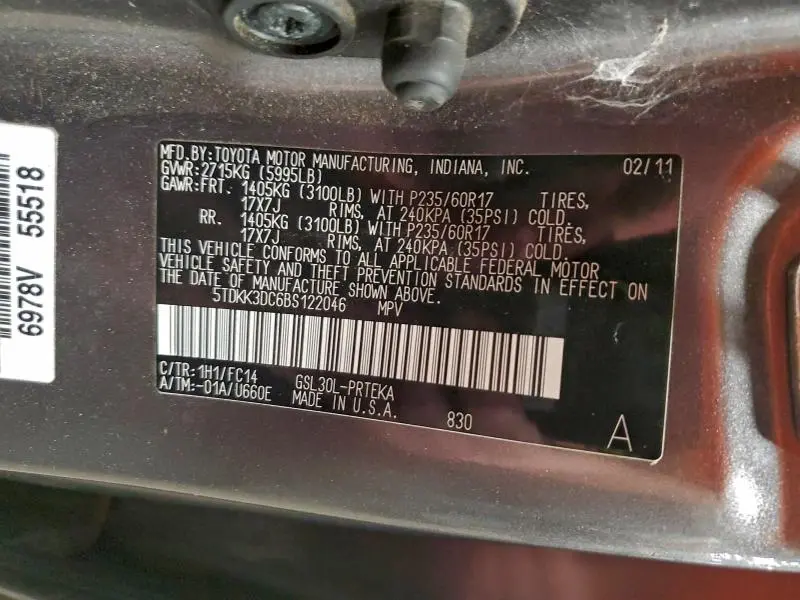 MFD.BY:TOYOTA MOTOR MANUFACTURING, INDIANA, INC. 02/11
GVWR:2715KG (5995LB)
GAWR:FRT. 1405KG (3100LB) WITH P235/60R17 TIRES,
17X7J RIMS, AT 240KPA (35PSI) COLD.
RR. 1405KG (3100LB) WITH P235/60R17 TIRES,
17X7J RIMS, AT 240KPA (35PSI) COLD.
THIS VEHICLE CONFORMS TO ALL APPLICABLE FEDERAL MOTOR
VEHICLE SAFETY AND THEFT PREVENTION STANDARDS IN EFFECT ON
THE DATE OF MANUFACTURE SHOWN ABOVE.
5TDKK3DC6BS122046 MPV
C/TR:1H1/FC14 GSL30L-PRTEKA
A/TM:-01A/U660E MADE IN U.S.A.
830 A
6978V 55518